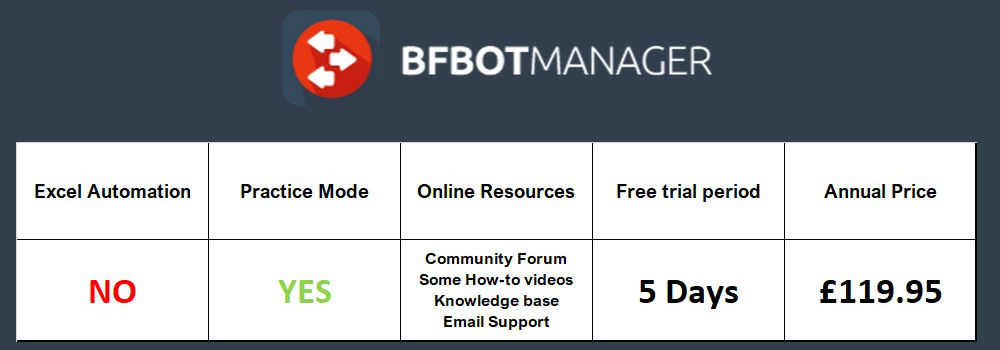 BFBOTMANAGER
Excel Automation
Practice Mode
Online Resources
Free trial period
Annual Price
NO
YES
Community Forum
Some How-to videos
Knowledge base
Email Support
5 Days
£119.95